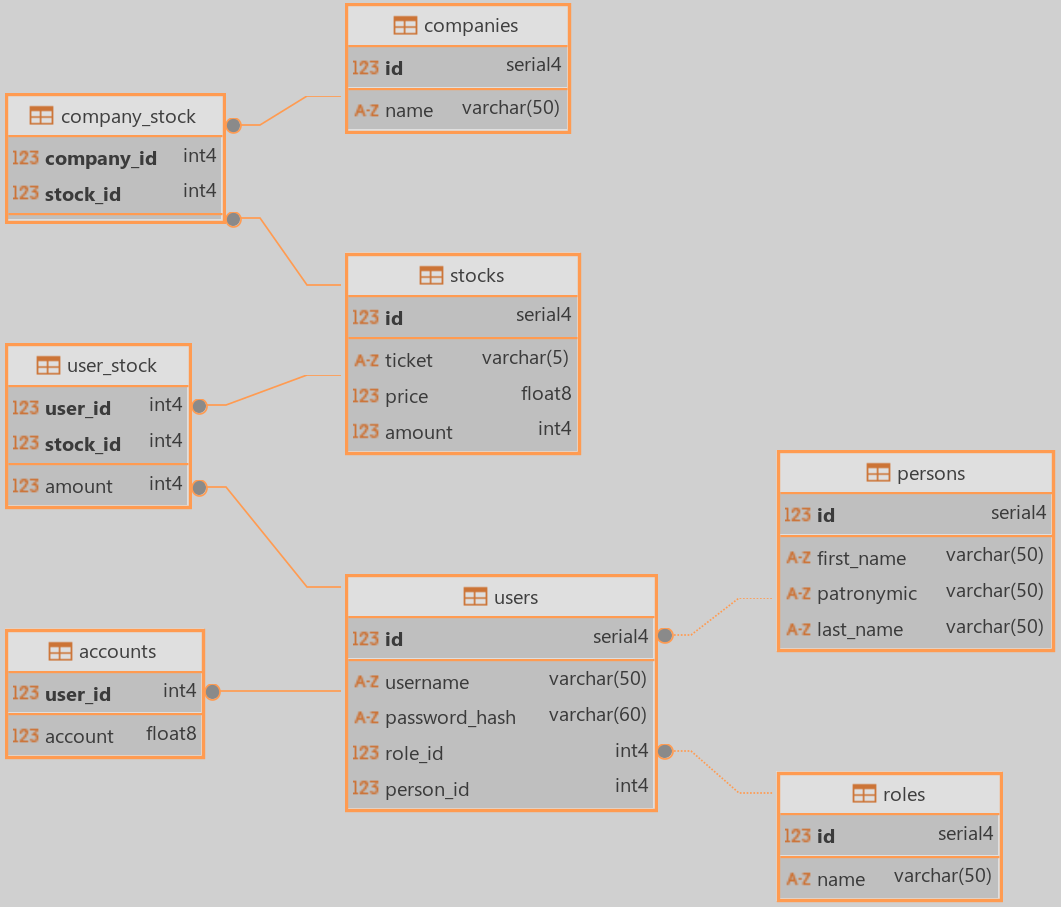 companies
123 id serial4
A-Z name varchar(50)
company_stock
123 company_id int4
123 stock_id int4
stocks
123 id serial4
A-Z ticket varchar(5)
123 price float8
123 amount int4
user_stock
123 user_id int4
123 stock_id int4
123 amount int4
persons
123 id serial4
A-Z first_name varchar(50)
A-Z patronymic varchar(50)
A-Z last_name varchar(50)
users
123 id serial4
A-Z username varchar(50)
A-Z password_hash varchar(60)
123 role_id int4
123 person_id int4
accounts
123 user_id int4
123 account float8
roles
123 id serial4
A-Z name varchar(50)